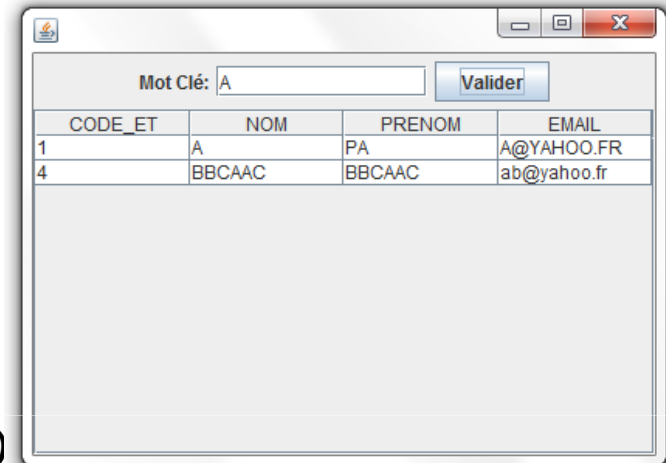 Mot Clé: A Valider
CODE_ET NOM PRENOM EMAIL
1 A PA A@YAHOO.FR
4 BBCAAC BBCAAC ab@yahoo.fr